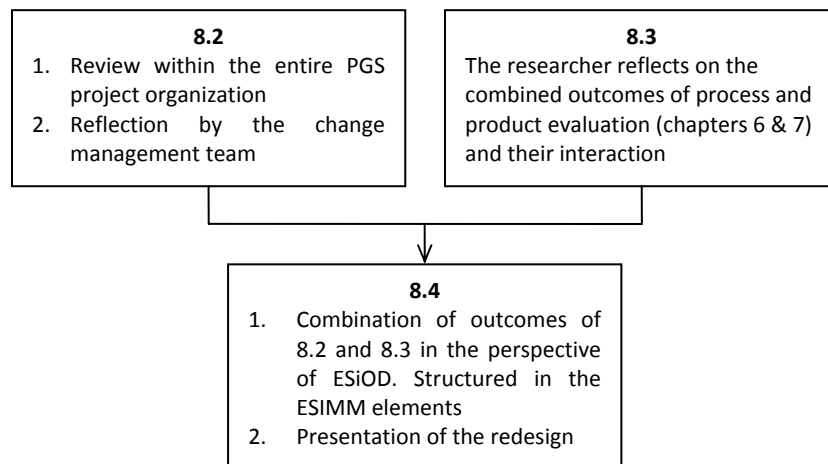 8.2
1. Review within the entire PGS
project organization
2. Reflection by the change
management team
8.3
The researcher reflects on the
combined outcomes of process and
product evaluation (chapters 6 & 7)
and their interaction
8.4
1. Combination of outcomes of
8.2 and 8.3 in the perspective
of ESiOD. Structured in the
ESIMM elements
2. Presentation of the redesign